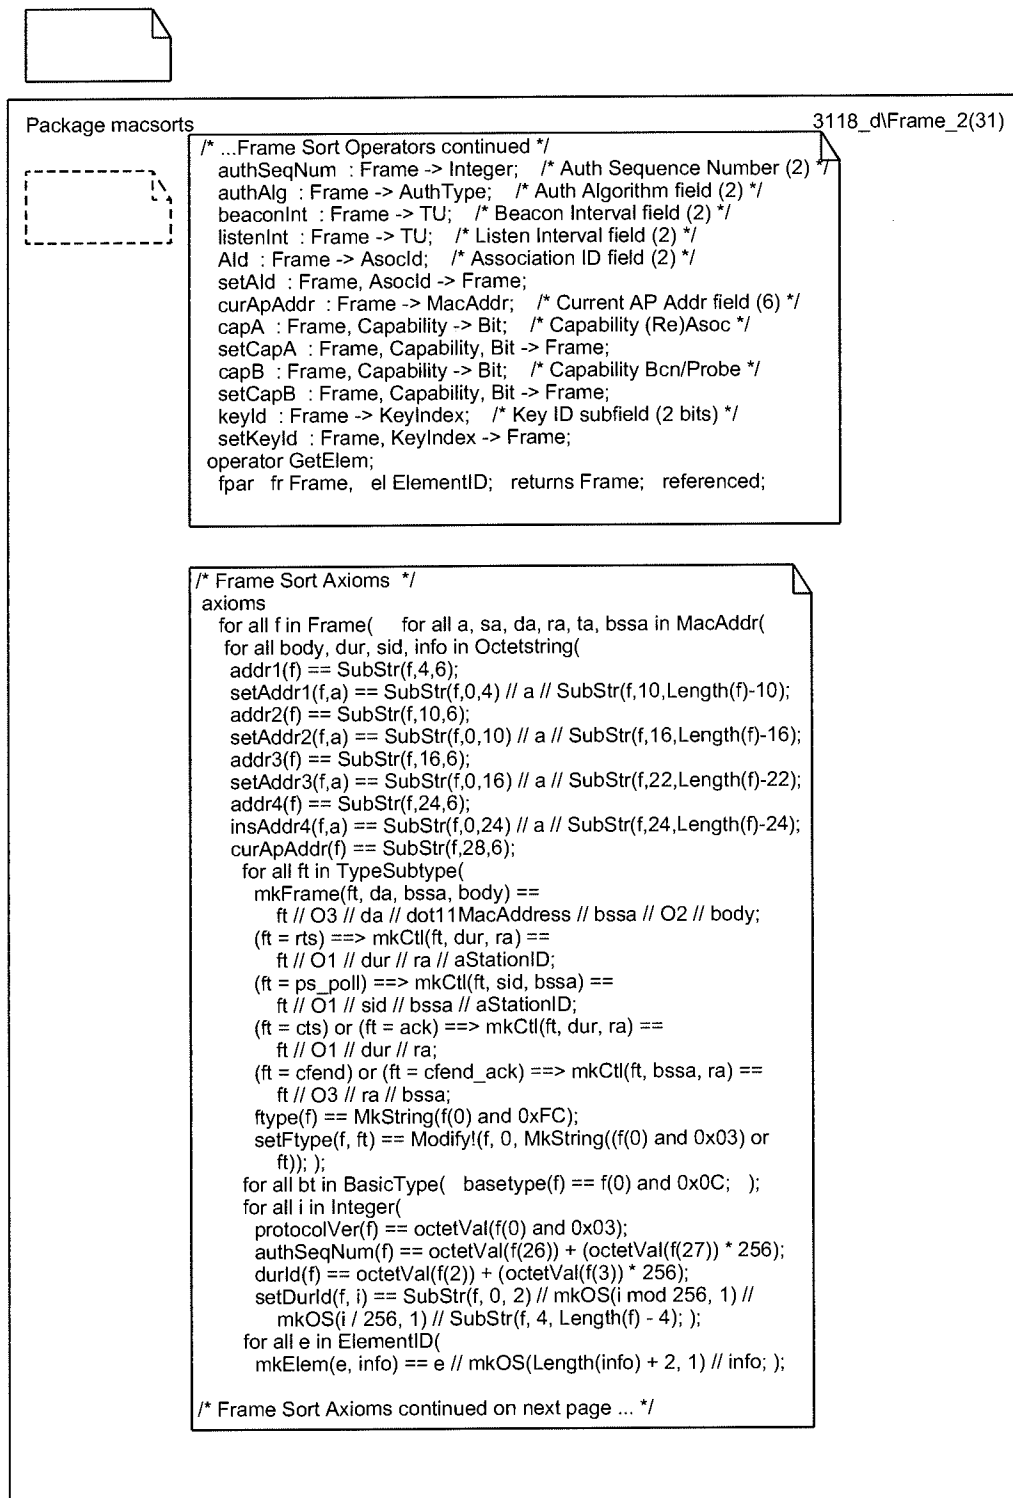 Package macsorts
3118_d\Frame_2(31)
/* ...Frame Sort Operators continued */
authSeqNum : Frame -> Integer; /* Auth Sequence Number (2) */
authAlg : Frame -> AuthType; /* Auth Algorithm field (2) */
beaconInt : Frame -> TU; /* Beacon Interval field (2) */
listenInt : Frame -> TU; /* Listen Interval field (2) */
AId : Frame -> AsocId; /* Association ID field (2) */
setAId : Frame, AsocId -> Frame;
curApAddr : Frame -> MacAddr; /* Current AP Addr field (6) */
capA : Frame, Capability -> Bit; /* Capability (Re)Asoc */
setCapA : Frame, Capability, Bit -> Frame;
capB : Frame, Capability -> Bit; /* Capability Bcn/Probe */
setCapB : Frame, Capability, Bit -> Frame;
keyId : Frame -> KeyIndex; /* Key ID subfield (2 bits) */
setKeyId : Frame, KeyIndex -> Frame;
operator GetElem;
fpar fr Frame, el ElementID; returns Frame; referenced;
/* Frame Sort Axioms */
axioms
for all f in Frame( for all a, sa, da, ra, ta, bssa in MacAddr(
for all body, dur, sid, info in Octetstring(
addr1(f) == SubStr(f,4,6);
setAddr1(f,a) == SubStr(f,0,4) // a // SubStr(f,10,Length(f)-10);
addr2(f) == SubStr(f,10,6);
setAddr2(f,a) == SubStr(f,0,10) // a // SubStr(f,16,Length(f)-16);
addr3(f) == SubStr(f,16,6);
setAddr3(f,a) == SubStr(f,0,16) // a // SubStr(f,22,Length(f)-22);
addr4(f) == SubStr(f,24,6);
insAddr4(f,a) == SubStr(f,0,24) // a // SubStr(f,24,Length(f)-24);
curApAddr(f) == SubStr(f,28,6);
for all ft in TypeSubtype(
mkFrame(ft, da, bssa, body) ==
ft // O3 // da // dot11MacAddress // bssa // O2 // body;
(ft = rts) ==> mkCtl(ft, dur, ra) ==
ft // O1 // dur // ra // aStationID;
(ft = ps_poll) ==> mkCtl(ft, sid, bssa) ==
ft // O1 // sid // bssa // aStationID;
(ft = cts) or (ft = ack) ==> mkCtl(ft, dur, ra) ==
ft // O1 // dur // ra;
(ft = cfend) or (ft = cfend_ack) ==> mkCtl(ft, bssa, ra) ==
ft // O3 // ra // bssa;
ftype(f) == MkString(f(0) and 0xFC);
setFtype(f, ft) == Modify!(f, 0, MkString((f(0) and 0x03) or
ft)); );
for all bt in BasicType( basetype(f) == f(0) and 0x0C; );
for all i in Integer(
protocolVer(f) == octetVal(f(0) and 0x03);
authSeqNum(f) == octetVal(f(26)) + (octetVal(f(27)) * 256);
durId(f) == octetVal(f(2)) + (octetVal(f(3)) * 256);
setDurId(f, i) == SubStr(f, 0, 2) // mkOS(i mod 256, 1) //
mkOS(i / 256, 1) // SubStr(f, 4, Length(f) - 4); );
for all e in ElementID(
mkElem(e, info) == e // mkOS(Length(info) + 2, 1) // info; );
/* Frame Sort Axioms continued on next page ... */